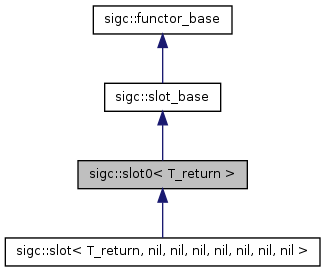 sigc::functor_base
sigc::slot_base
sigc::slot0< T_return >
sigc::slot< T_return, nil, nil, nil, nil, nil, nil, nil >